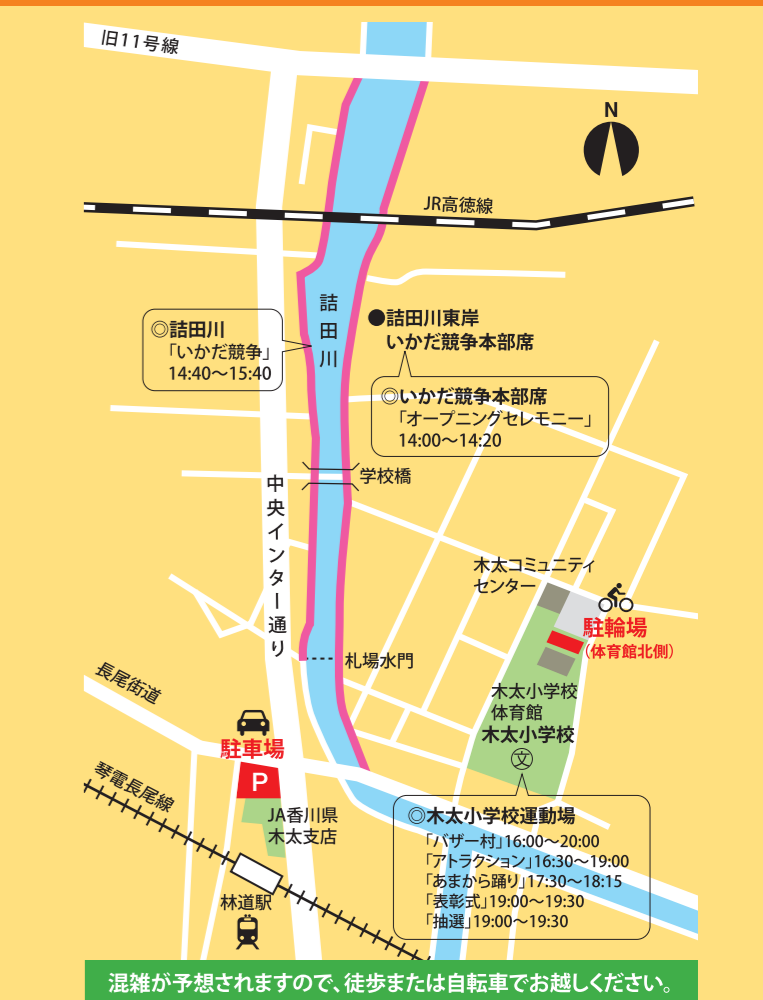 旧11号線
N
JR高徳線
詰田川
◎詰田川
「いかだ競争」
14:40〜15:40
●詰田川東岸
いかだ競争本部席
◎いかだ競争本部席
「オープニングセレモニー」
14:00〜14:20
学校橋
中央インター通り
木太コミュニティ
センター
駐輪場
（体育館北側）
札場水門
長尾街道
木太小学校
体育館
木太小学校
文
駐車場
P
琴電長尾線
JA香川県
木太支店
◎木太小学校運動場
「バザー村」16:00〜20:00
「アトラクション」16:30〜19:00
「あまから踊り」17:30〜18:15
「表彰式」19:00〜19:30
「抽選」19:00〜19:30
林道駅
混雑が予想されますので、徒歩または自転車でお越しください。